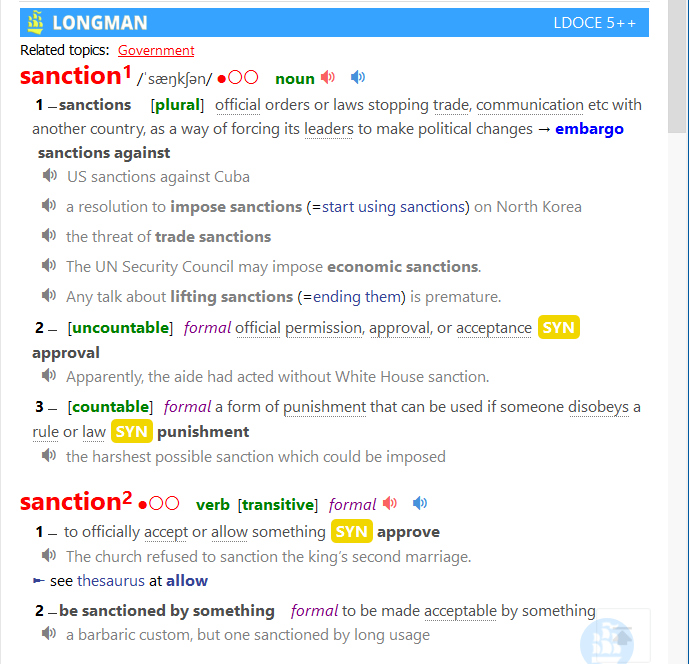 LONGMAN LDOCE 5++
Related topics: Government
sanction1 /ˈsæŋkʃən/ ●○○ noun
1 – sanctions [plural] official orders or laws stopping trade, communication etc with
another country, as a way of forcing its leaders to make political changes → embargo
sanctions against
US sanctions against Cuba
a resolution to impose sanctions (=start using sanctions) on North Korea
the threat of trade sanctions
The UN Security Council may impose economic sanctions.
Any talk about lifting sanctions (=ending them) is premature.
2 – [uncountable] formal official permission, approval, or acceptance SYN
approval
Apparently, the aide had acted without White House sanction.
3 – [countable] formal a form of punishment that can be used if someone disobeys a
rule or law SYN punishment
the harshest possible sanction which could be imposed
sanction2 ●○○ verb [transitive] formal
1 – to officially accept or allow something SYN approve
The church refused to sanction the king’s second marriage.
► see thesaurus at allow
2 – be sanctioned by something formal to be made acceptable by something
a barbaric custom, but one sanctioned by long usage